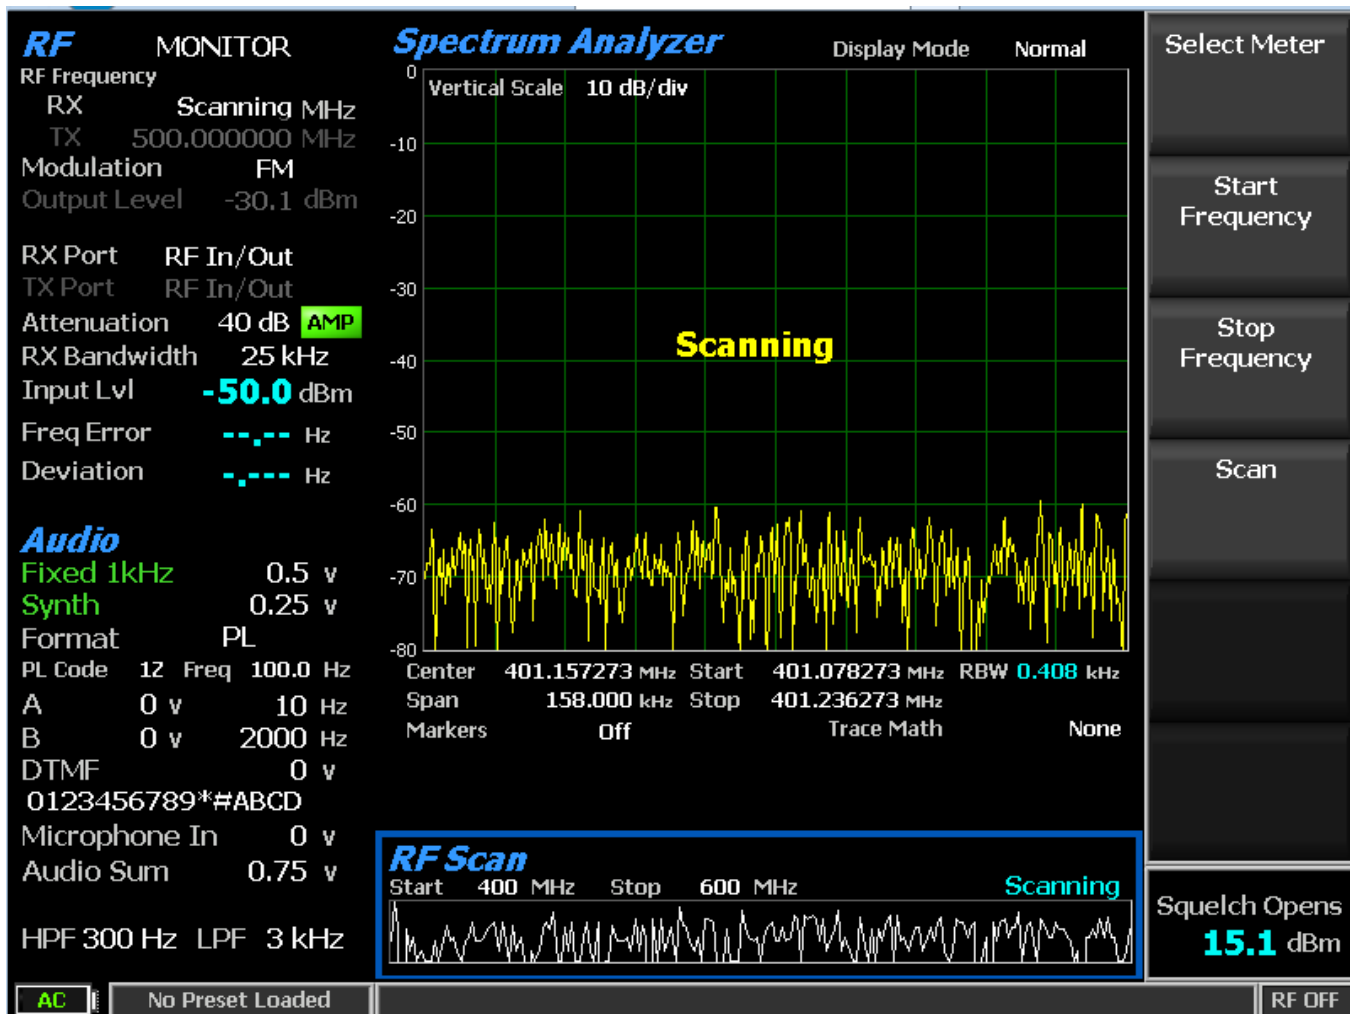 RF MONITOR
RF Frequency
RX Scanning MHz
TX 500.000000 MHz
Modulation FM
Output Level -30.1 dBm
RX Port RF In/Out
TX Port RF In/Out
Attenuation 40 dB AMP
RX Bandwidth 25 kHz
Input Lvl -50.0 dBm
Freq Error --.-- Hz
Deviation -.--- Hz
Audio
Fixed 1kHz 0.5 v
Synth 0.25 v
Format PL
PL Code 1Z Freq 100.0 Hz
A 0 v 10 Hz
B 0 v 2000 Hz
DTMF 0 v
0123456789*#ABCD
Microphone In 0 v
Audio Sum 0.75 v
HPF 300 Hz LPF 3 kHz
Spectrum Analyzer Display Mode Normal
Vertical Scale 10 dB/div
0
-10
-20
-30
-40
-50
-60
-70
-80
Scanning
Center 401.157273 MHz Start 401.078273 MHz RBW 0.408 kHz
Span 158.000 kHz Stop 401.236273 MHz
Markers Off Trace Math None
RF Scan
Start 400 MHz Stop 600 MHz Scanning
Select Meter
Start
Frequency
Stop
Frequency
Scan
Squelch Opens
15.1 dBm
AC No Preset Loaded RF OFF